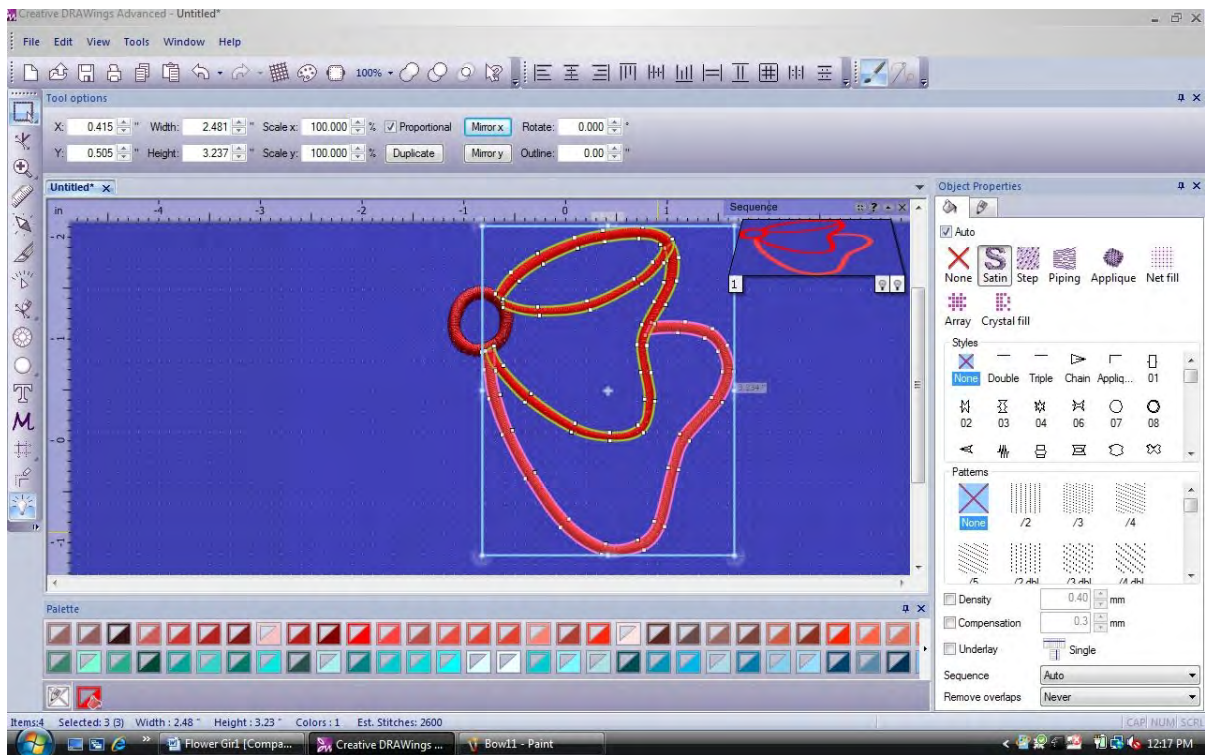 Creative DRAWings Advanced - Untitled*
File Edit View Tools Window Help
100%
Tool options
X: 0.415 " Width: 2.481 " Scale x: 100.000 % Proportional Mirror x Rotate: 0.000 °
Y: 0.505 " Height: 3.237 " Scale y: 100.000 % Duplicate Mirror y Outline: 0.00 "
Untitled* x
Object Properties
in -4 -3 -2 -1 0 1
Sequence
-2
-1
-0
-1
1
Auto
None Satin Step Piping Applique Net fill
Array Crystal fill
Styles
None Double Triple Chain Appliq... 01
02 03 04 06 07 08
Patterns
None /2 /3 /4
/5 /2 dbl /3 dbl /4 dbl
Density 0.40 mm
Compensation 0.3 mm
Underlay Single
Sequence Auto
Remove overlaps Never
Palette
Items:4 Selected: 3 (3) Width : 2.48 " Height : 3.23 " Colors : 1 Est. Stitches: 2600
CAP NUM SCRL
Flower Girl [Compa... Creative DRAWings ... Bow11 - Paint
12:17 PM